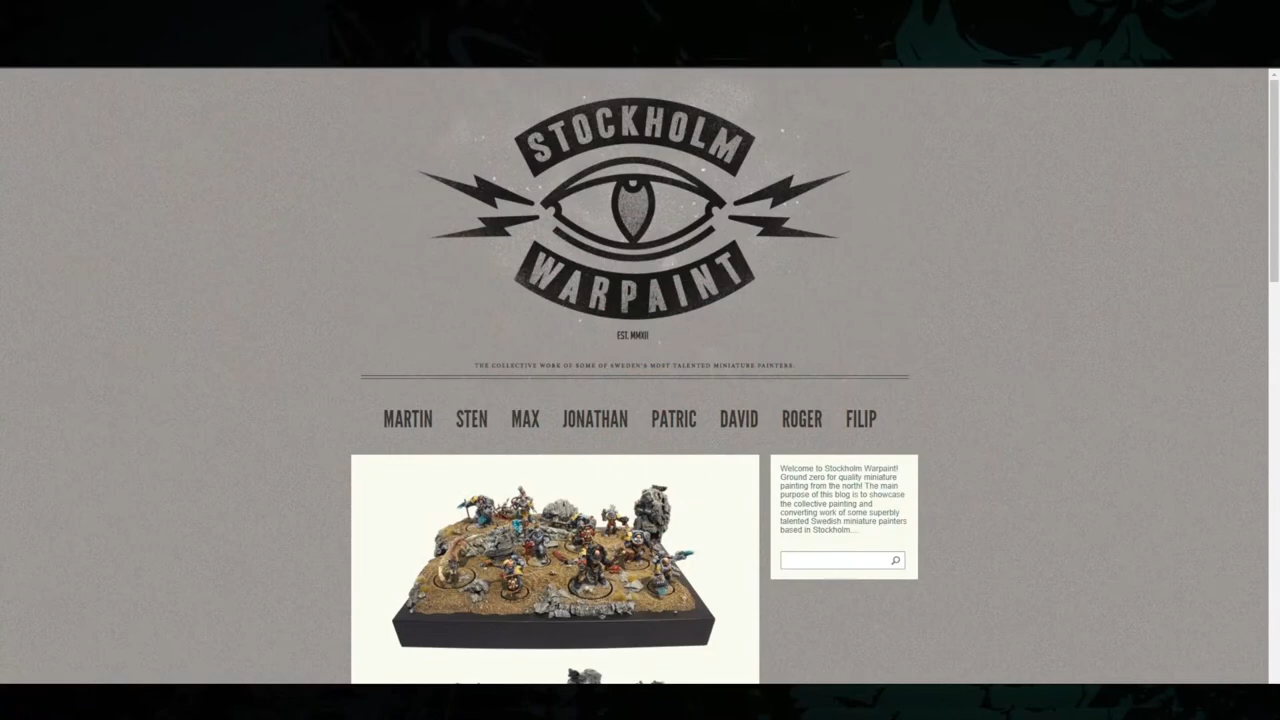 STOCKHOLM
WARPAINT
EST. MMXII
THE COLLECTIVE WORK OF SOME OF SWEDEN'S MOST TALENTED MINIATURE PAINTERS.
MARTIN STEN MAX JONATHAN PATRIC DAVID ROGER FILIP
Welcome to Stockholm Warpaint!
Ground zero for quality miniature
painting from the north! The main
purpose of this blog is to showcase
the collective painting and
converting work of some superbly
talented Swedish miniature painters
based in Stockholm....